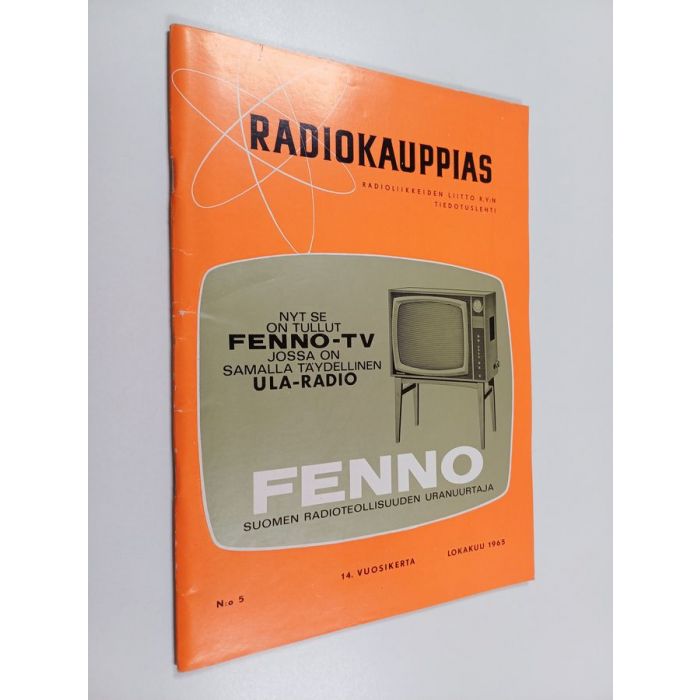 RADIOKAUPPIAS
RADIOLIIKKEIDEN LIITTO R.Y:N
TIEDOTUSLEHTI
NYT SE
ON TULLUT
FENNO-TV
JOSSA ON
SAMALLA TÄYDELLINEN
ULA-RADIO
FENNO
SUOMEN RADIOTEOLLISUUDEN URANUURTAJA
N:o 5
14. VUOSIKERTA
LOKAKUU 1965